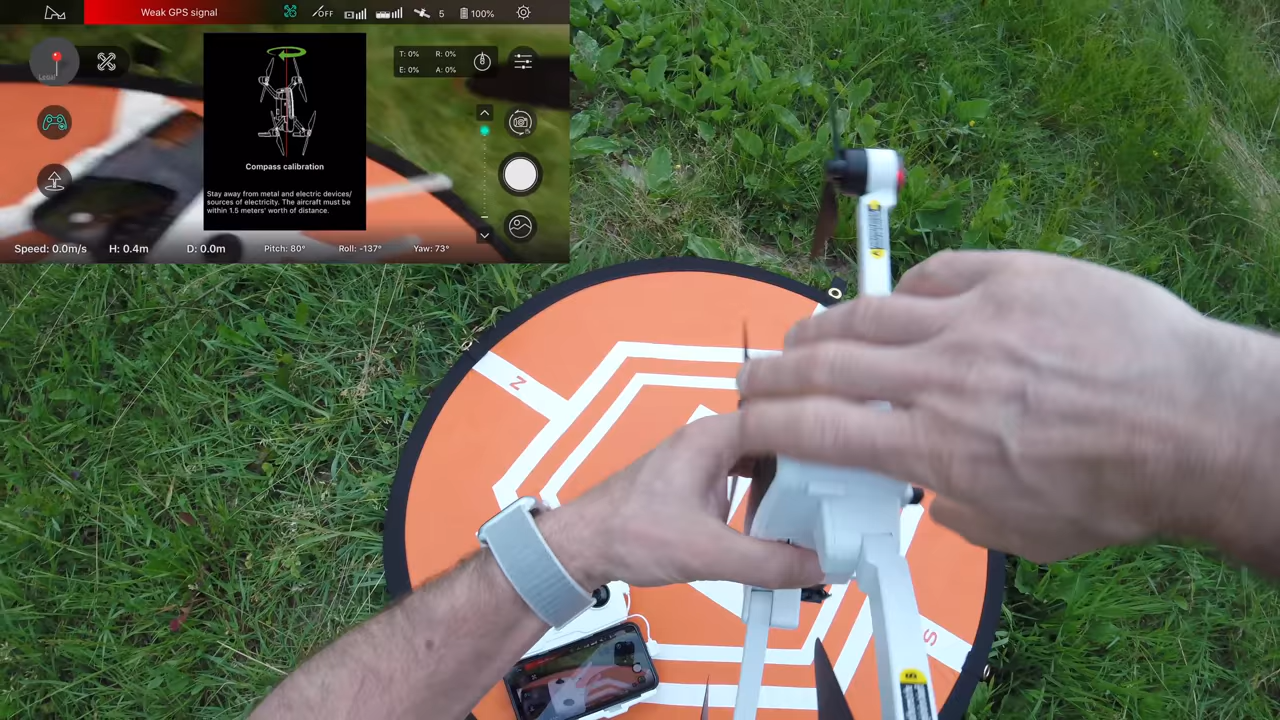 Weak GPS signal
OFF
5
100%
T: 0% R: 0%
E: 0% A: 0%
Compass calibration
Stay away from metal and electric devices/
sources of electricity. The aircraft must be
within 1.5 meters' worth of distance.
Speed: 0.0m/s H: 0.4m D: 0.0m Pitch: 80° Roll: -137° Yaw: 73°
N
S